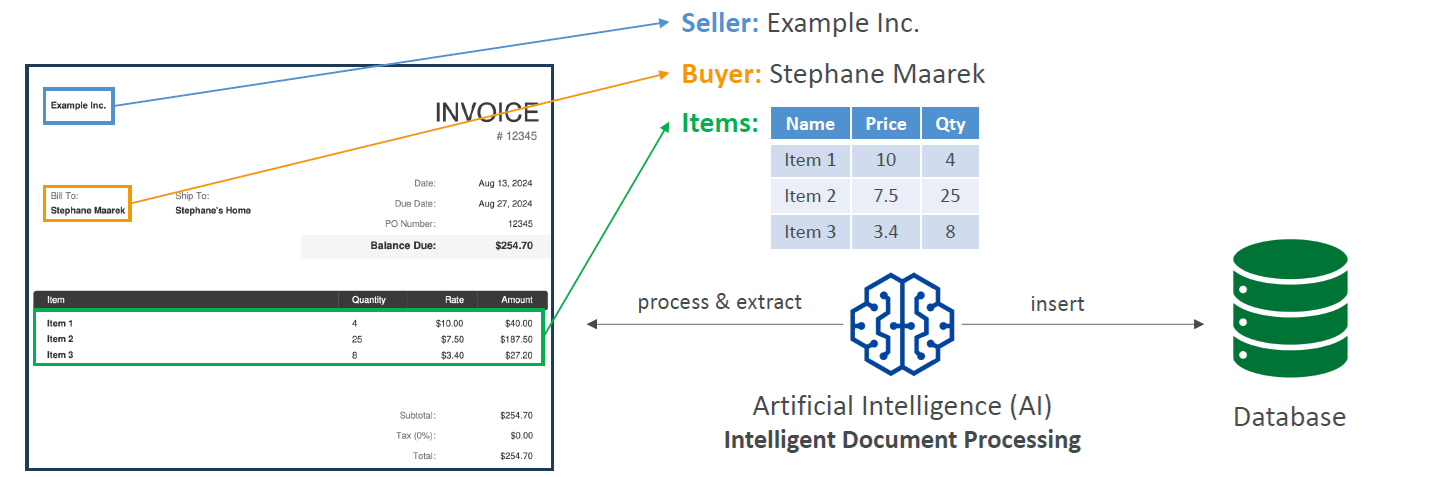 Seller: Example Inc.
Buyer: Stephane Maarek
Items:
Name Price Qty
Item 1 10 4
Item 2 7.5 25
Item 3 3.4 8
Example Inc.
INVOICE
# 12345
Bill To:
Stephane Maarek
Ship To:
Stephane's Home
Date: Aug 13, 2024
Due Date: Aug 27, 2024
PO Number: 12345
Balance Due: $254.70
Item Quantity Rate Amount
Item 1 4 $10.00 $40.00
Item 2 25 $7.50 $187.50
Item 3 8 $3.40 $27.20
Subtotal: $254.70
Tax (0%): $0.00
Total: $254.70
process & extract
insert
Artificial Intelligence (AI)
Intelligent Document Processing
Database